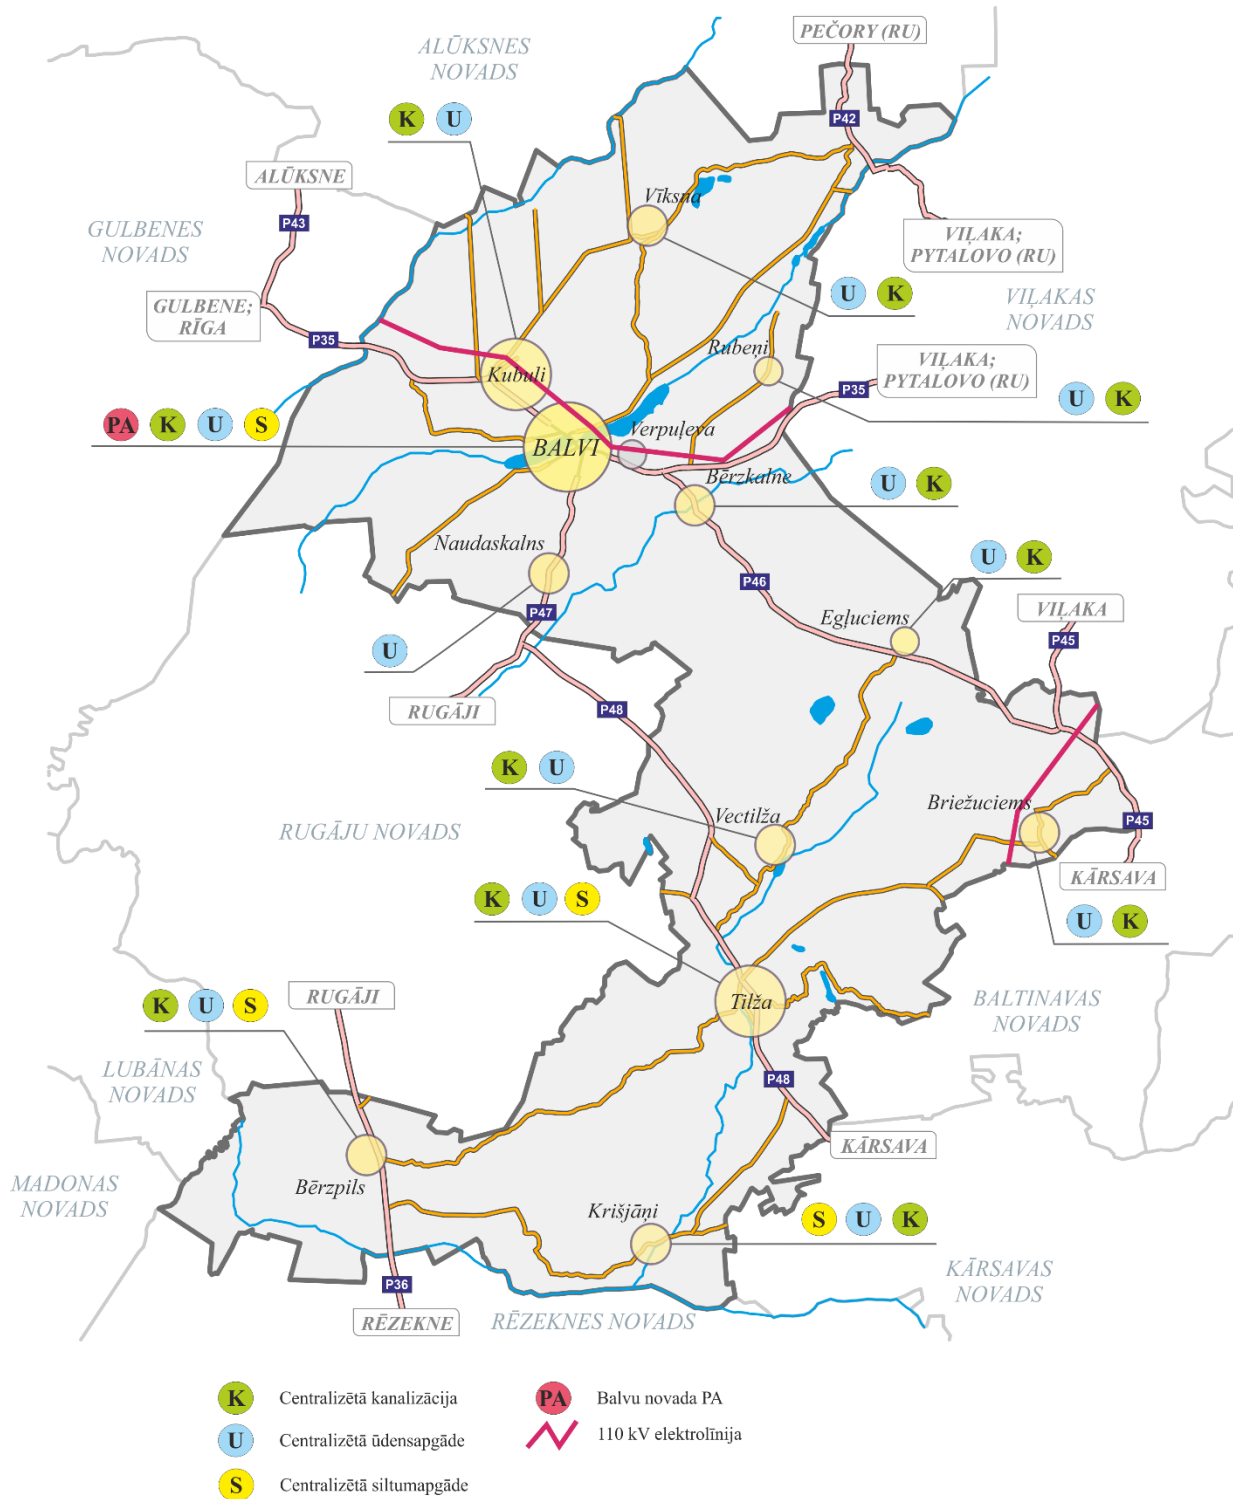 PEČORY (RU)
ALŪKSNES
NOVADS
K U
P42
ALŪKSNE
Vīksna
P43
GULBENES
NOVADS
VIĻAKA;
PYTALOVO (RU)
U K
VIĻAKAS
NOVADS
GULBENE;
RĪGA
P35
Rubeņi
VIĻAKA;
PYTALOVO (RU)
Kubuli
P35
U K
PA K U S
Verpuļeva
BALVI
Bērzkalne
U K
Naudaskalns
U K
P46
VIĻAKA
P47
Egļuciems
P45
U
RUGĀJI
P48
K U
Briežuciems
Vectilža
P45
RUGĀJU NOVADS
KĀRSAVA
K U S
U K
RUGĀJI
Tilža
BALTINAVAS
NOVADS
K U S
LUBĀNAS
NOVADS
P48
KĀRSAVA
Bērzpils
MADONAS
NOVADS
Krišjāņi
S U K
KĀRSAVAS
NOVADS
P36
RĒZEKNE
RĒZEKNES NOVADS
K Centralizētā kanalizācija
PA Balvu novada PA
U Centralizētā ūdensapgāde
110 kV elektrolīnija
S Centralizētā siltumapgāde